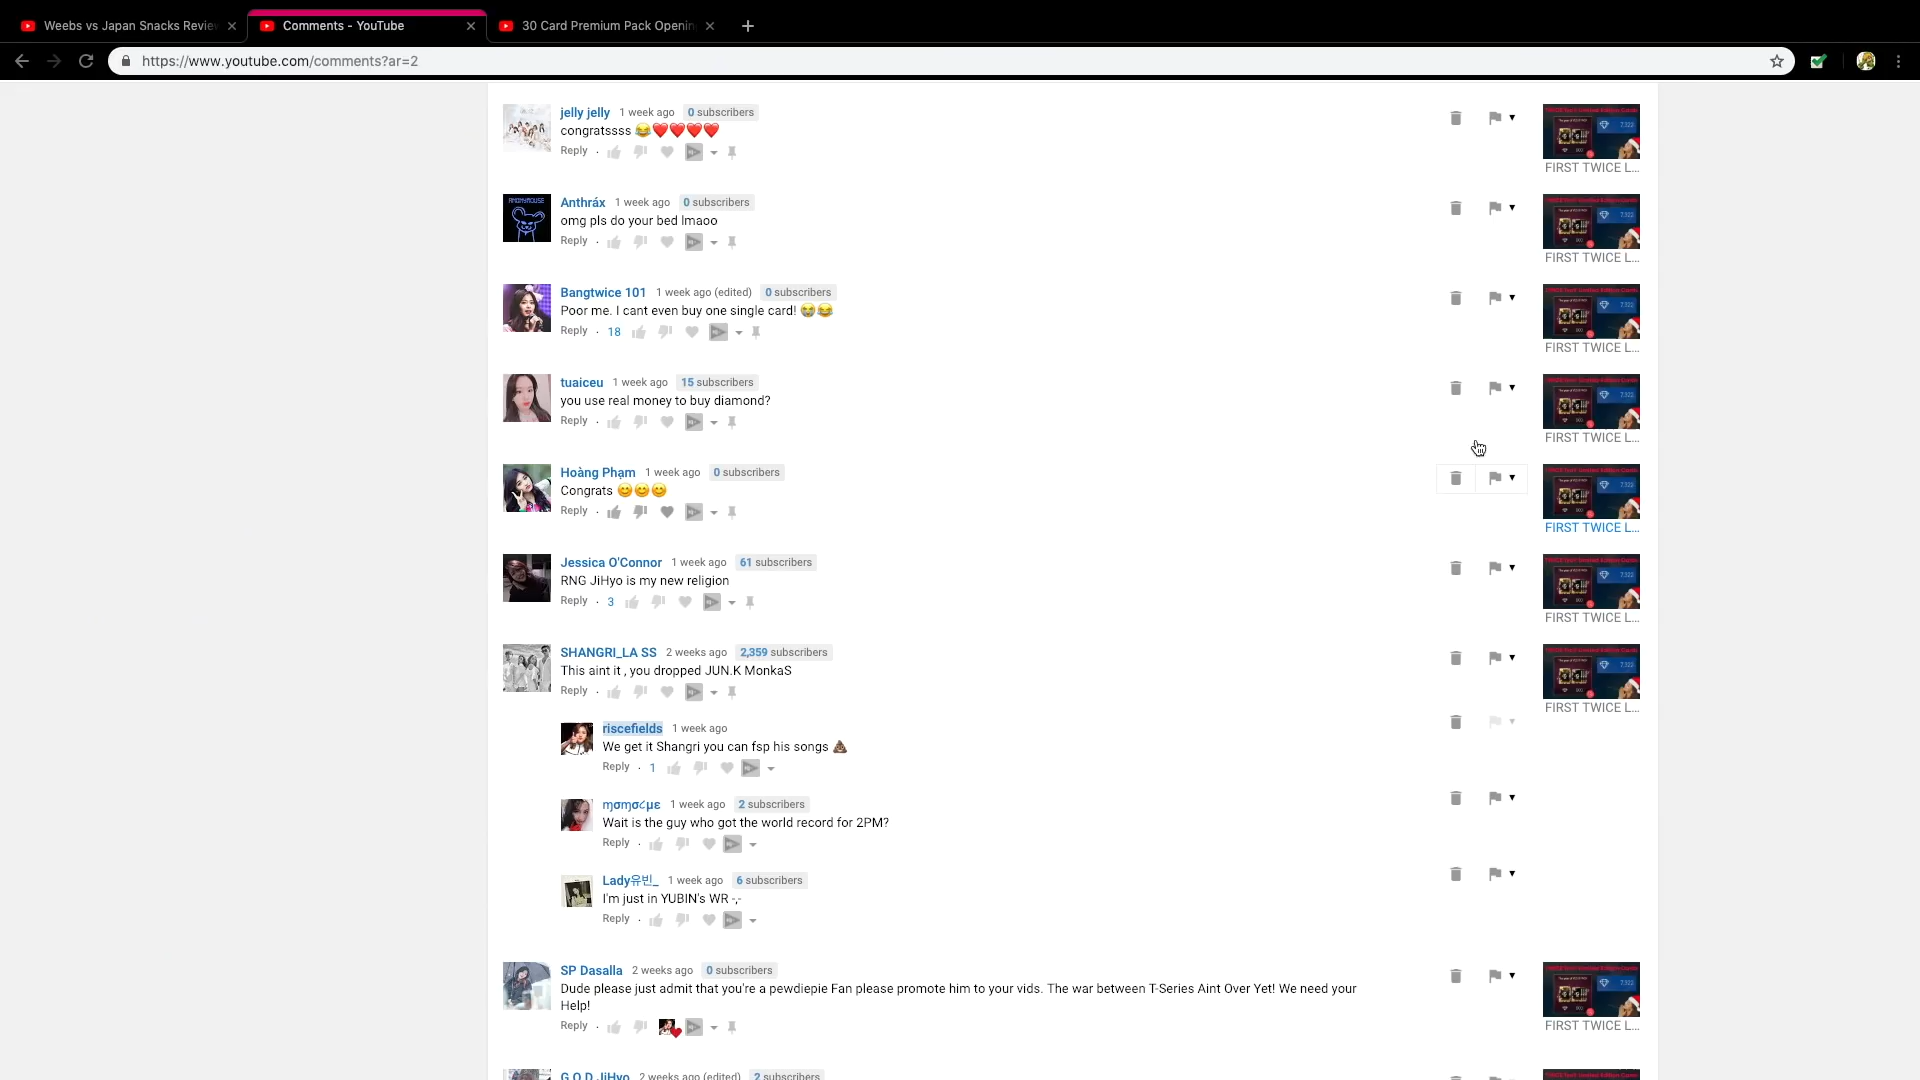 Weebs vs Japan Snacks Revie
Comments - YouTube
30 Card Premium Pack Openin
https://www.youtube.com/comments?ar=2
jelly jelly 1 week ago 0 subscribers
congratssss 😂❤️❤️❤️❤️
Reply
FIRST TWICE L...
Anthráx 1 week ago 0 subscribers
omg pls do your bed lmaoo
Reply
FIRST TWICE L...
Bangtwice 101 1 week ago (edited) 0 subscribers
Poor me. I cant even buy one single card! 😭😂
Reply · 18
FIRST TWICE L...
tuaiceu 1 week ago 15 subscribers
you use real money to buy diamond?
Reply
FIRST TWICE L...
Hoàng Phạm 1 week ago 0 subscribers
Congrats 😊😊😊
Reply
FIRST TWICE L...
Jessica O'Connor 1 week ago 61 subscribers
RNG JiHyo is my new religion
Reply · 3
FIRST TWICE L...
SHANGRI_LA SS 2 weeks ago 2,359 subscribers
This aint it , you dropped JUN.K MonkaS
Reply
FIRST TWICE L...
riscefields 1 week ago
We get it Shangri you can fsp his songs 💩
Reply · 1
1 week ago 2 subscribers
Wait is the guy who got the world record for 2PM?
Reply
Lady유빈_ 1 week ago 6 subscribers
I'm just in YUBIN's WR -,-
Reply
SP Dasalla 2 weeks ago 0 subscribers
Dude please just admit that you're a pewdiepie Fan please promote him to your vids. The war between T-Series Aint Over Yet! We need your
Help!
Reply
FIRST TWICE L...
G.O.D JiHyo 2 weeks ago (edited) 2 subscribers